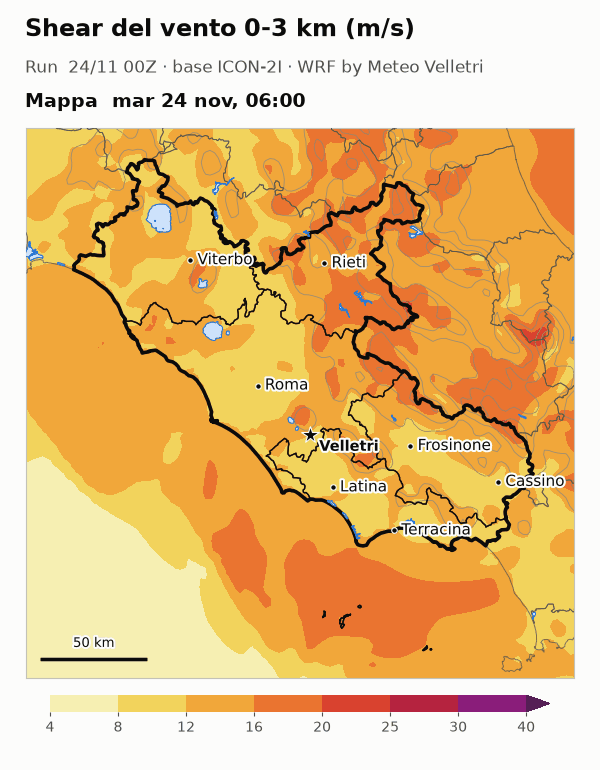 Shear del vento 0-3 km (m/s)
Run 24/11 00Z · base ICON-2I · WRF by Meteo Velletri
Mappa mar 24 nov, 06:00
Viterbo
Rieti
Roma
Velletri
Frosinone
Latina
Cassino
Terracina
50 km
4 8 12 16 20 25 30 40